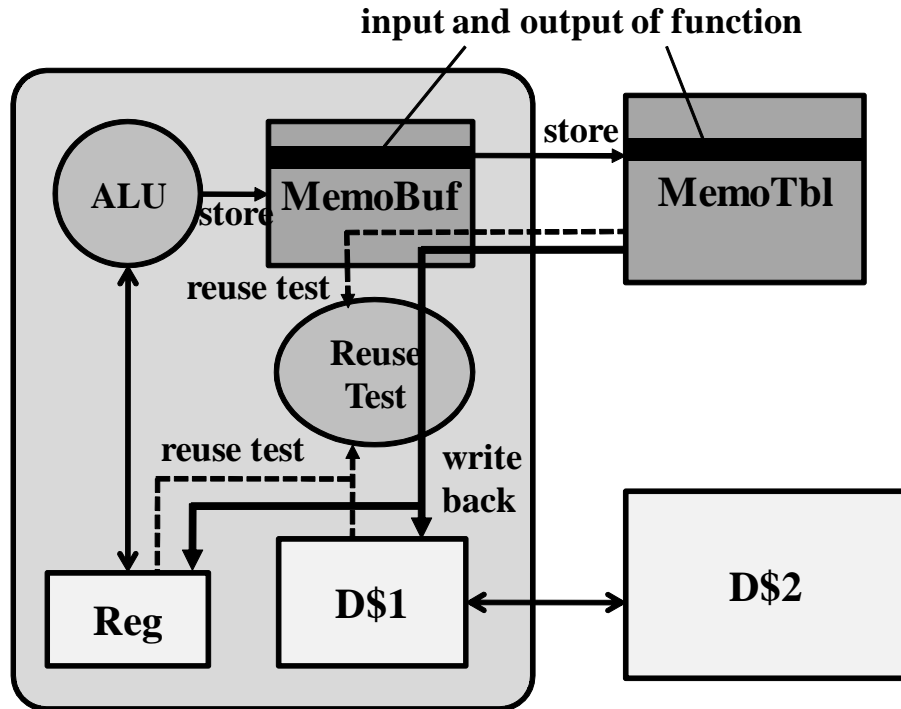 input and output of function
store
ALU
store
MemoBuf
MemoTbl
reuse test
Reuse
Test
reuse test
write
back
Reg
D$1
D$2